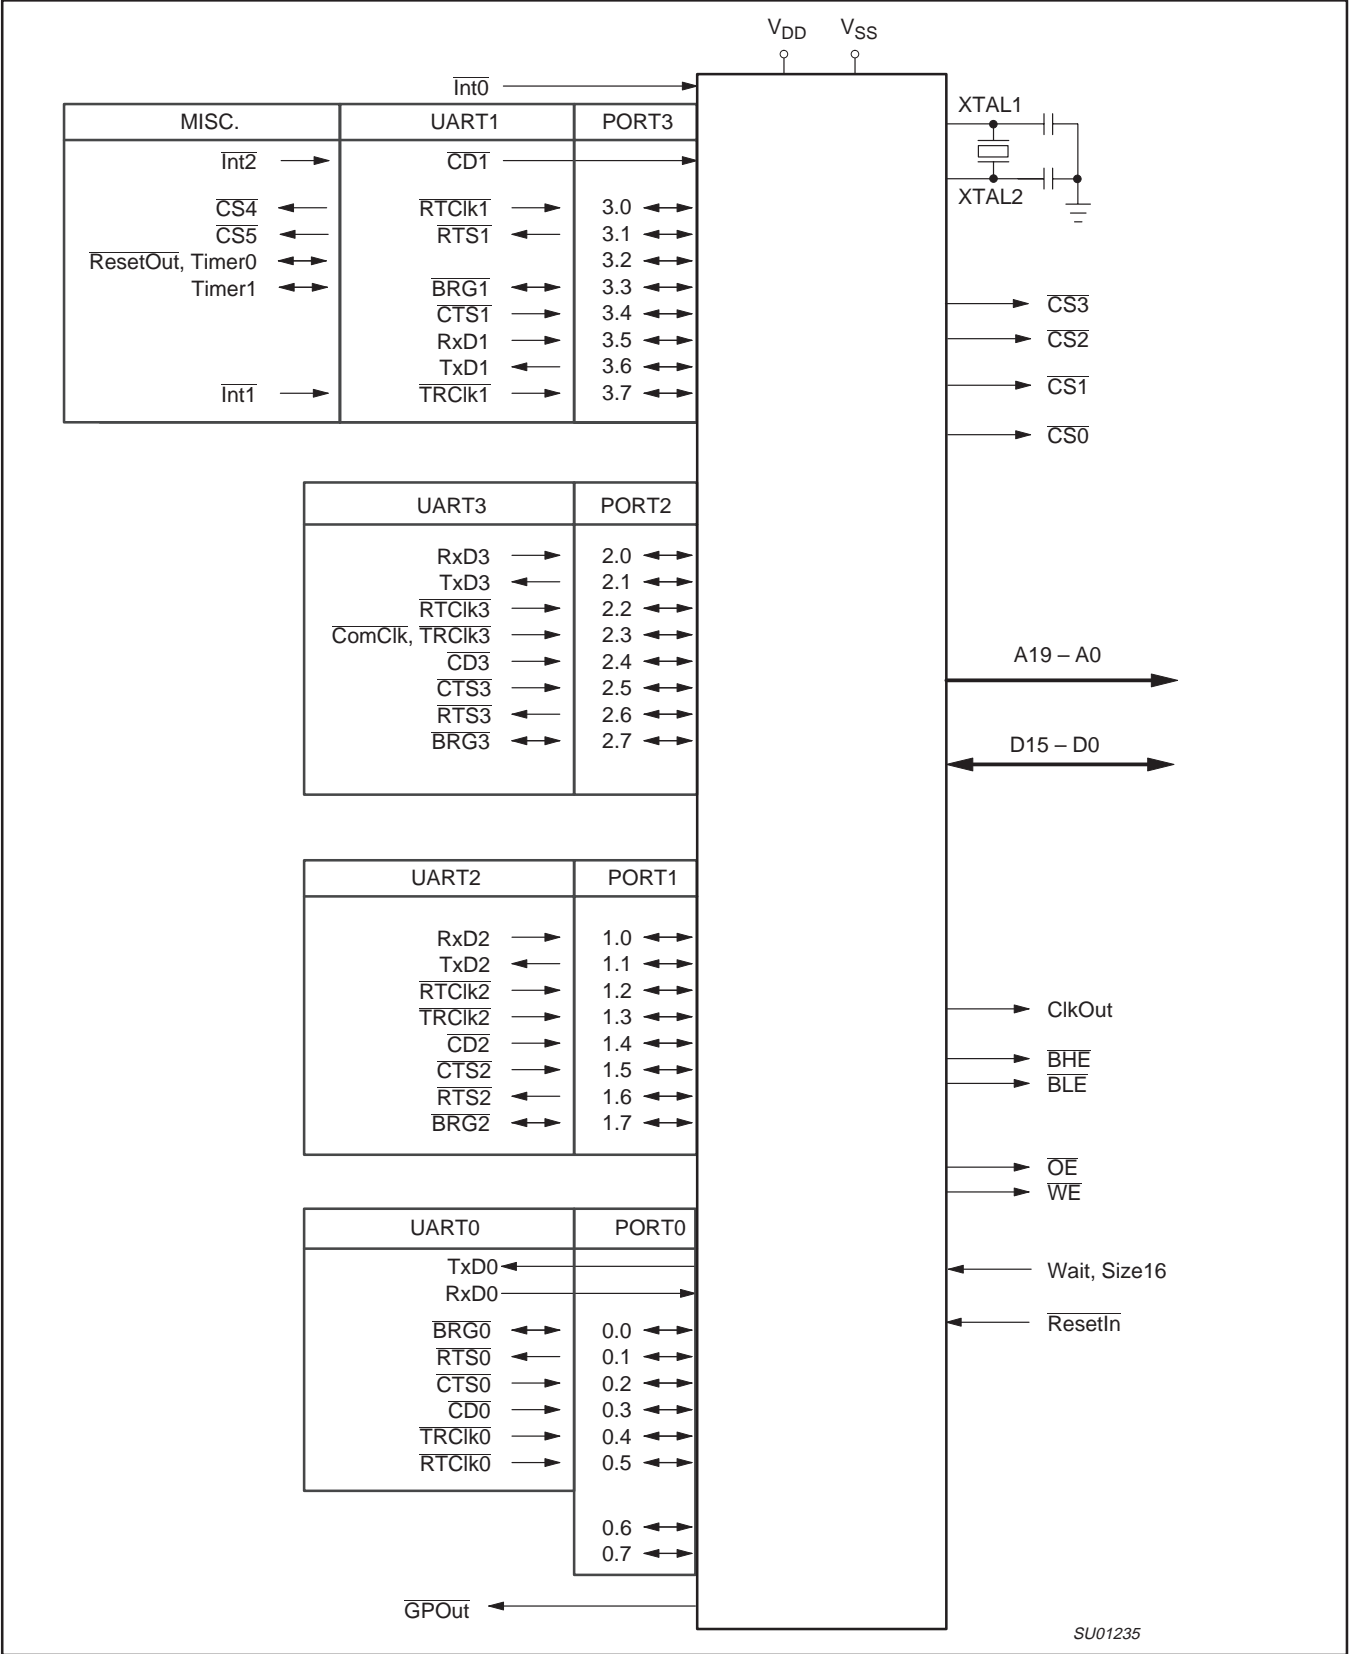 VDD VSS
Int0
MISC. UART1 PORT3
Int2 CD1
CS4 RTClk1 3.0
CS5 RTS1 3.1
ResetOut, Timer0 3.2
Timer1 BRG1 3.3
CTS1 3.4
RxD1 3.5
TxD1 3.6
Int1 TRClk1 3.7
UART3 PORT2
RxD3 2.0
TxD3 2.1
RTClk3 2.2
ComClk, TRClk3 2.3
CD3 2.4
CTS3 2.5
RTS3 2.6
BRG3 2.7
UART2 PORT1
RxD2 1.0
TxD2 1.1
RTClk2 1.2
TRClk2 1.3
CD2 1.4
CTS2 1.5
RTS2 1.6
BRG2 1.7
UART0 PORT0
TxD0
RxD0
BRG0 0.0
RTS0 0.1
CTS0 0.2
CD0 0.3
TRClk0 0.4
RTClk0 0.5
0.6
0.7
GPOut
XTAL1
XTAL2
CS3
CS2
CS1
CS0
A19 – A0
D15 – D0
ClkOut
BHE
BLE
OE
WE
Wait, Size16
ResetIn
SU01235